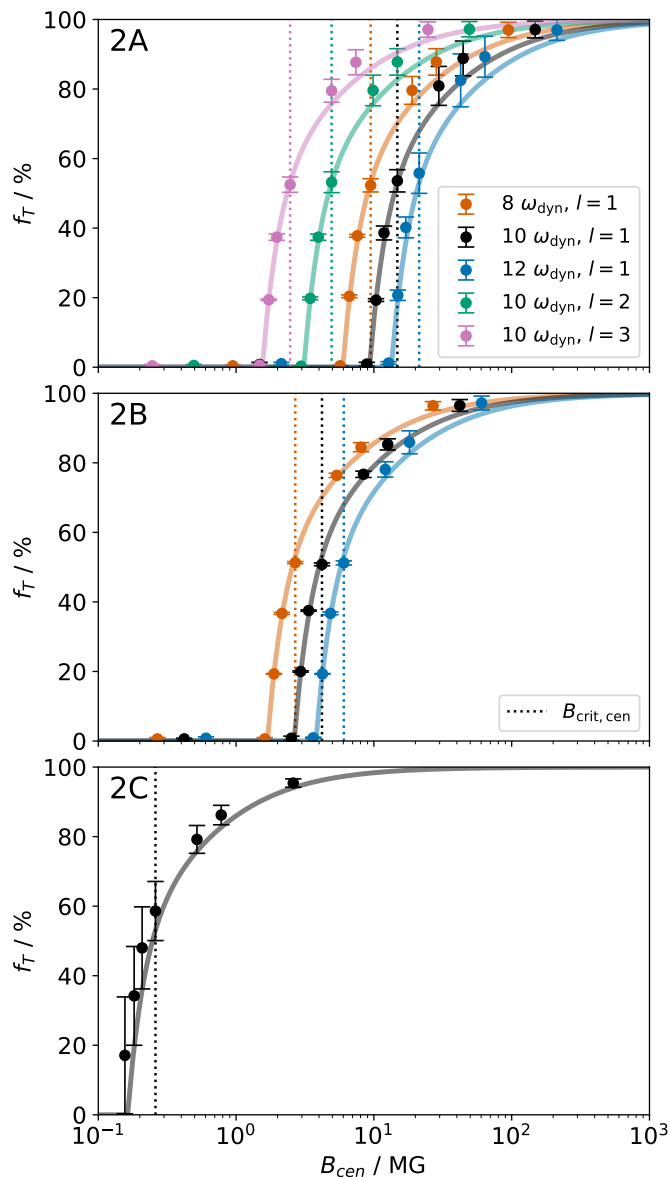 2A
100
80
60
40
20
0
f_T / %
8 ω_dyn, l = 1
10 ω_dyn, l = 1
12 ω_dyn, l = 1
10 ω_dyn, l = 2
10 ω_dyn, l = 3
2B
100
80
60
40
20
0
f_T / %
B_crit, cen
2C
100
80
60
40
20
0
f_T / %
10^−1
10^0
10^1
10^2
10^3
B_cen / MG